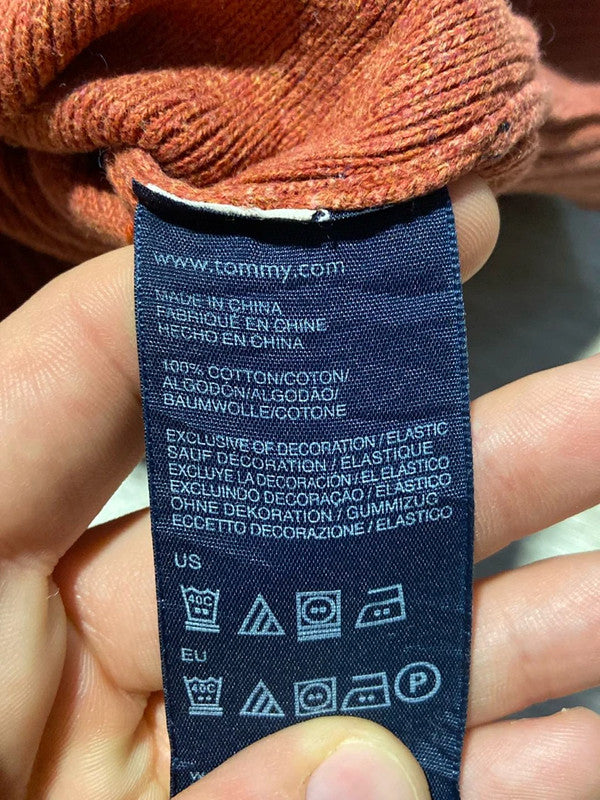 www.tommy.com
MADE IN CHINA
FABRIQUÉ EN CHINE
HECHO EN CHINA
100% COTTON/COTON/
ALGODÓN/ALGODÃO/
BAUMWOLLE/COTONE
EXCLUSIVE OF DECORATION / ELASTIC
SAUF DÉCORATION / ÉLASTIQUE
EXCLUYE LA DECORACIÓN / EL ELÁSTICO
EXCLUINDO DECORAÇÃO / ELÁSTICO
OHNE DEKORATION / GUMMIZUG
ECCETTO DECORAZIONE / ELASTICO
US
40C
EU
40C
P